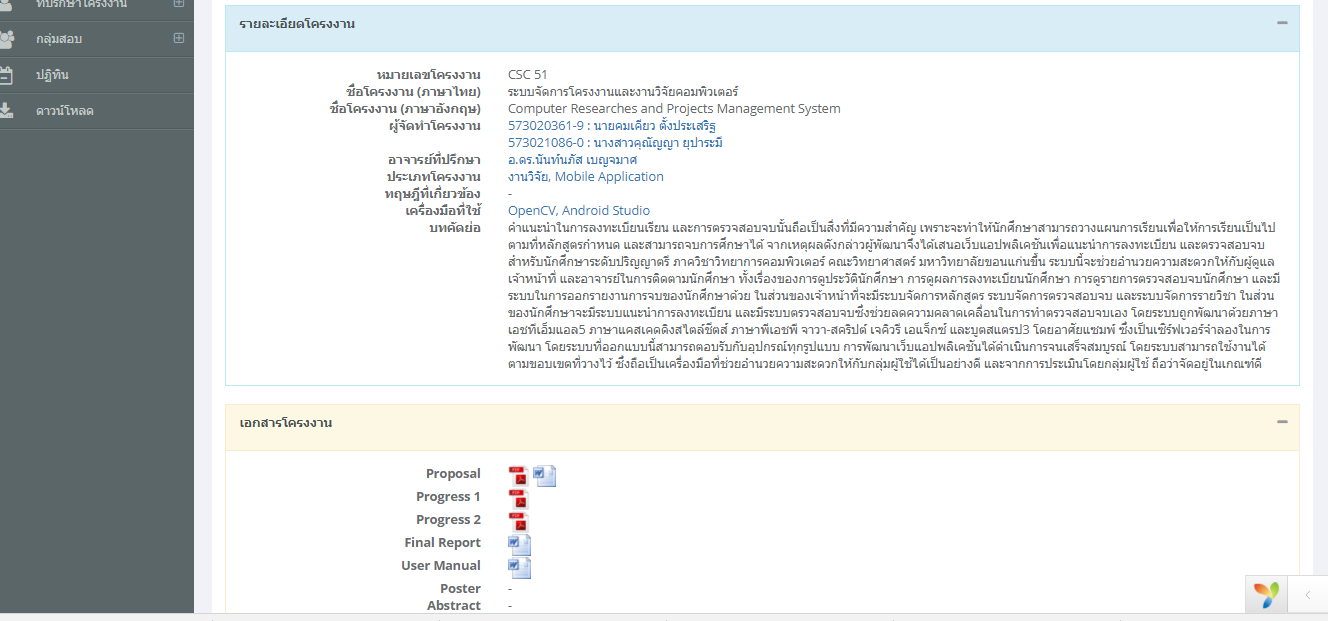 ที่ปรึกษาโครงงาน
กลุ่มสอบ
ปฏิทิน
ดาวน์โหลด
รายละเอียดโครงงาน
หมายเลขโครงงาน CSC 51
ชื่อโครงงาน (ภาษาไทย) ระบบจัดการโครงงานและงานวิจัยคอมพิวเตอร์
ชื่อโครงงาน (ภาษาอังกฤษ) Computer Researches and Projects Management System
ผู้จัดทำโครงงาน 573020361-9 : นายคมเคียว ตั้งประเสริฐ
573021086-0 : นางสาวคุณัญญา ยุปาระมี
อาจารย์ที่ปรึกษา อ.ดร.นันท์นภัส เบญจมาศ
ประเภทโครงงาน งานวิจัย, Mobile Application
ทฤษฎีที่เกี่ยวข้อง -
เครื่องมือที่ใช้ OpenCV, Android Studio
บทคัดย่อ คำแนะนำในการลงทะเบียนเรียน และการตรวจสอบจบนั้นถือเป็นสิ่งที่มีความสำคัญ เพราะจะทำให้นักศึกษาสามารถวางแผนการเรียนเพื่อให้การเรียนเป็นไป
ตามที่หลักสูตรกำหนด และสามารถจบการศึกษาได้ จากเหตุผลดังกล่าวผู้พัฒนาจึงได้เสนอเว็บแอปพลิเคชันเพื่อแนะนำการลงทะเบียน และตรวจสอบจบ
สำหรับนักศึกษาระดับปริญญาตรี ภาควิชาวิทยาการคอมพิวเตอร์ คณะวิทยาศาสตร์ มหาวิทยาลัยขอนแก่นขึ้น ระบบนี้จะช่วยอำนวยความสะดวกให้กับผู้ดูแล
เจ้าหน้าที่ และอาจารย์ในการติดตามนักศึกษา ทั้งเรื่องของการดูประวัตินักศึกษา การดูผลการลงทะเบียนนักศึกษา การดูรายการตรวจสอบจบนักศึกษา และมี
ระบบในการออกรายงานการจบของนักศึกษาด้วย ในส่วนของเจ้าหน้าที่จะมีระบบจัดการหลักสูตร ระบบจัดการตรวจสอบจบ และระบบจัดการรายวิชา ในส่วน
ของนักศึกษาจะมีระบบแนะนำการลงทะเบียน และมีระบบตรวจสอบจบซึ่งช่วยลดความคลาดเคลื่อนในการทำตรวจสอบจบเอง โดยระบบถูกพัฒนาด้วยภาษา
เอชทีเอ็มแอล5 ภาษาแคสเคดดิงสไตล์ชีตส์ ภาษาพีเอชพี จาวา-สคริปต์ เจคิวรี เอแจ็กซ์ และบูตสแตรป3 โดยอาศัยแซมพ์ ซึ่งเป็นเซิร์ฟเวอร์จำลองในการ
พัฒนา โดยระบบที่ออกแบบนี้สามารถตอบรับกับอุปกรณ์ทุกรูปแบบ การพัฒนาเว็บแอปพลิเคชันได้ดำเนินการจนเสร็จสมบูรณ์ โดยระบบสามารถใช้งานได้
ตามขอบเขตที่วางไว้ ซึ่งถือเป็นเครื่องมือที่ช่วยอำนวยความสะดวกให้กับกลุ่มผู้ใช้ได้เป็นอย่างดี และจากการประเมินโดยกลุ่มผู้ใช้ ถือว่าจัดอยู่ในเกณฑ์ดี
เอกสารโครงงาน
Proposal
Progress 1
Progress 2
Final Report
User Manual
Poster -
Abstract -